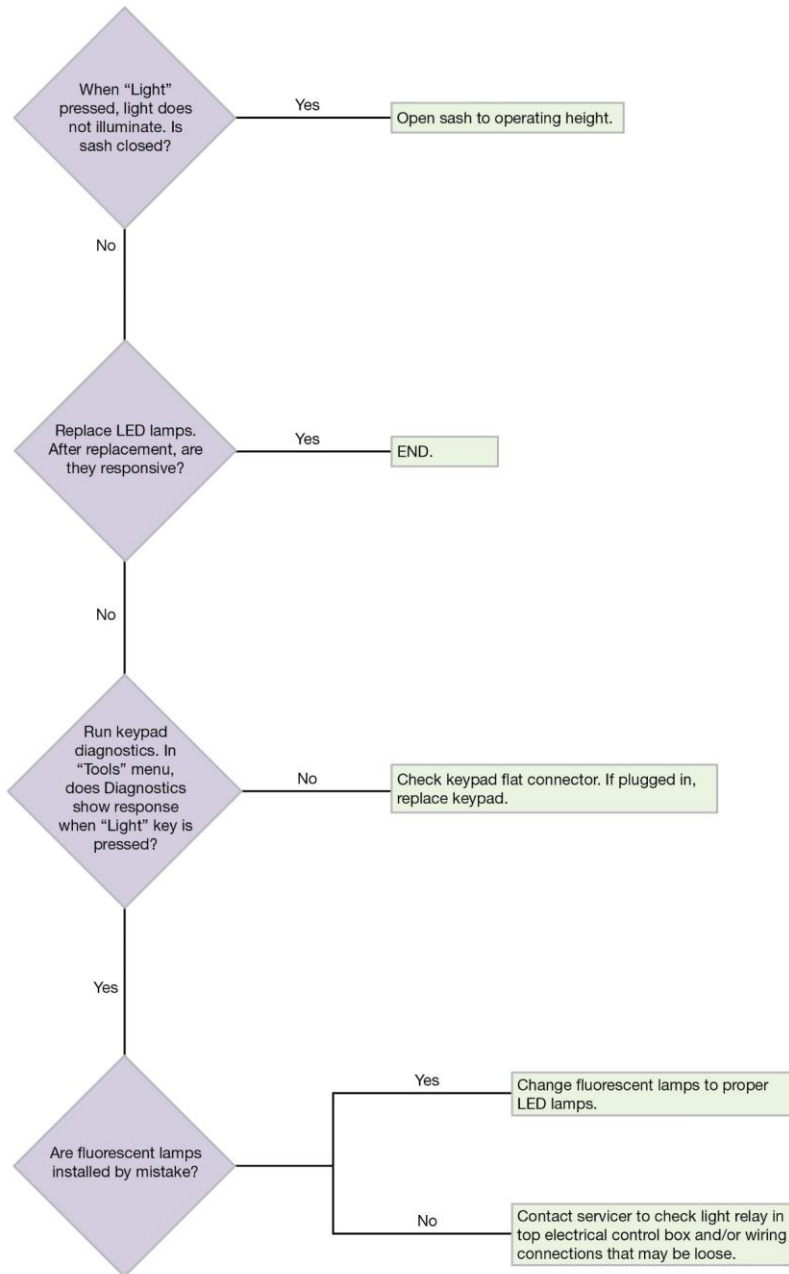 When “Light”
pressed, light does
not illuminate. Is
sash closed?
Yes
Open sash to operating height.
No
Replace LED lamps.
After replacement, are
they responsive?
Yes
END.
No
Run keypad
diagnostics. In
“Tools” menu,
does Diagnostics
show response
when “Light” key is
pressed?
No
Check keypad flat connector. If plugged in,
replace keypad.
Yes
Are fluorescent lamps
installed by mistake?
Yes
Change fluorescent lamps to proper
LED lamps.
No
Contact servicer to check light relay in
top electrical control box and/or wiring
connections that may be loose.